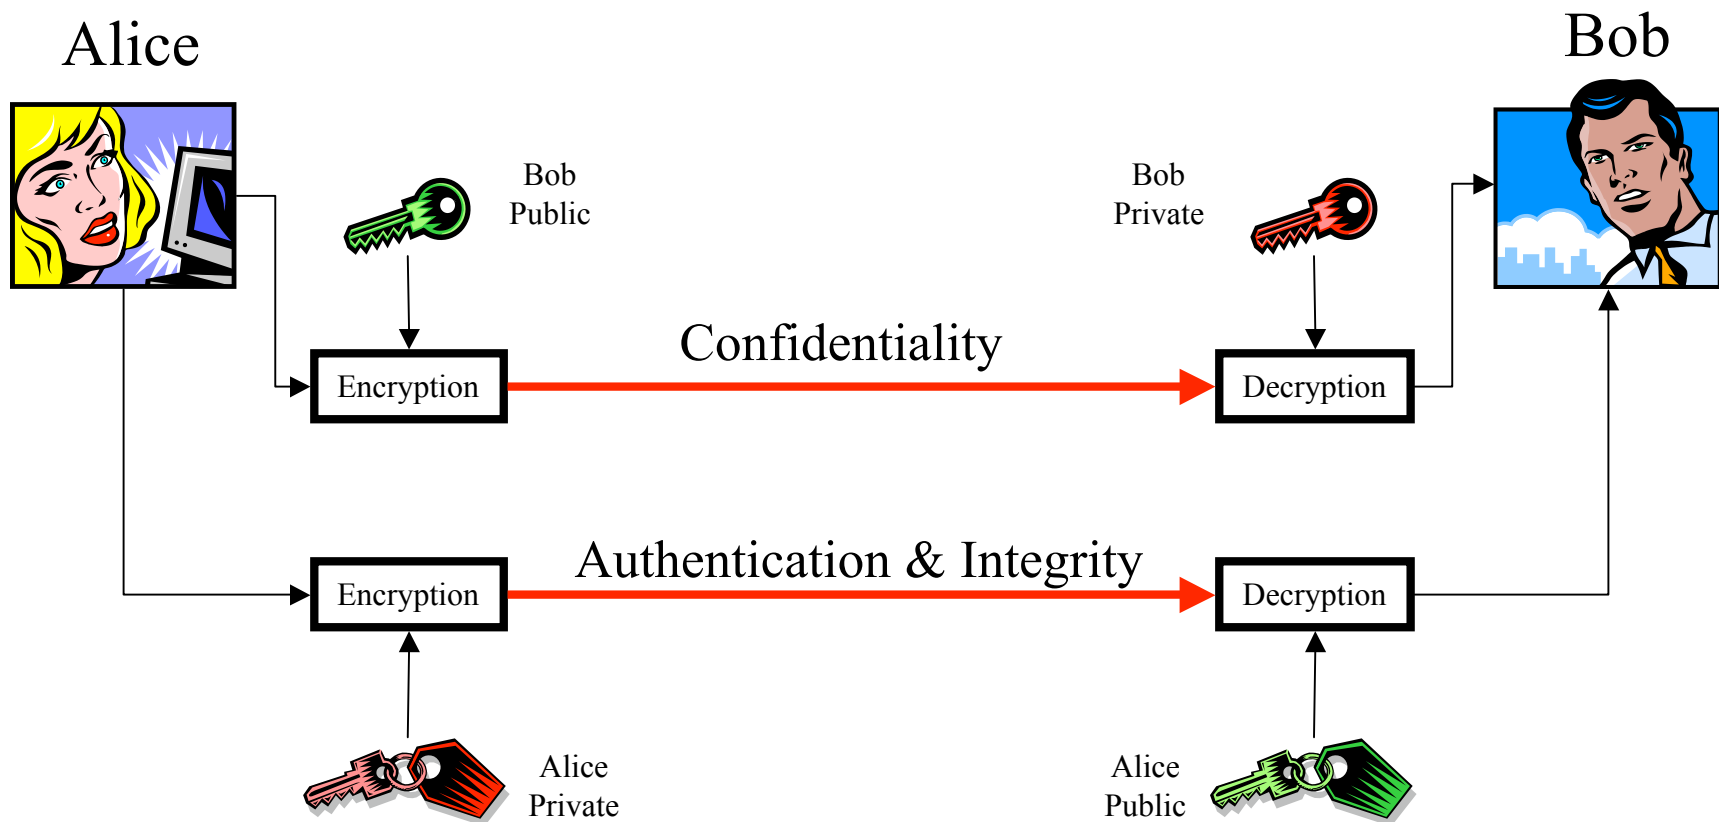 Alice
Bob
Bob
Public
Bob
Private
Confidentiality
Encryption
Decryption
Authentication & Integrity
Encryption
Decryption
Alice
Private
Alice
Public